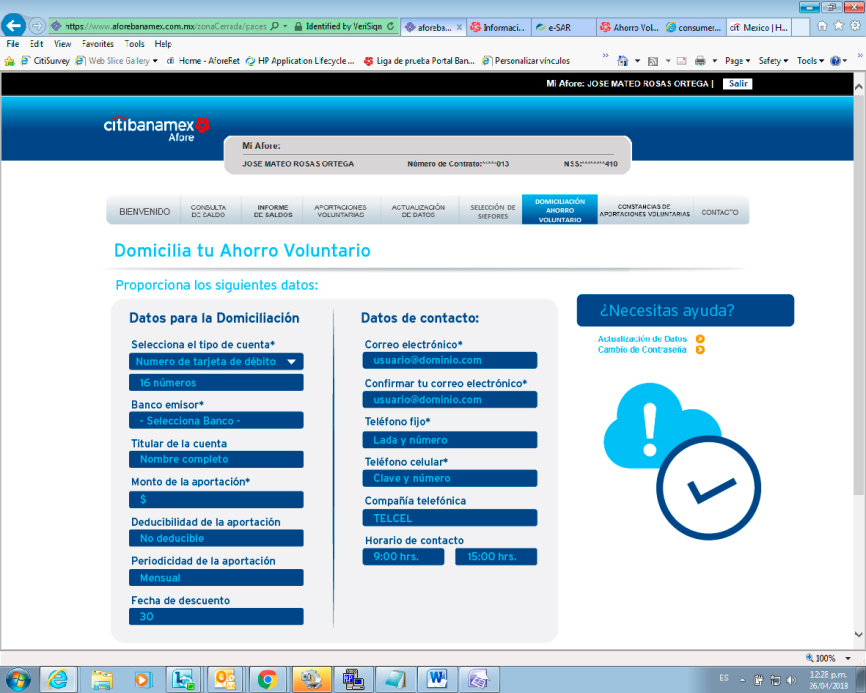 https://www.aforebanamex.com.mx/zonaCerrada/paces
Identified by VeriSign
aforeba...
Informaci...
e-SAR
Ahorro Vol...
consumer...
citi Mexico | H...
File Edit View Favorites Tools Help
CitiSurvey
Web Slice Gallery
Home - AforeRet
HP Application Lifecycle...
Liga de prueba Portal Ban...
Personalizar vínculos
Page Safety Tools
Mi Afore: JOSE MATEO ROSAS ORTEGA | Salir
citibanamex
Afore
Mi Afore:
JOSE MATEO ROSAS ORTEGA Número de Contrato:*****013 NSS:********410
BIENVENIDO
CONSULTA DE SALDO
INFORME DE SALDOS
APORTACIONES VOLUNTARIAS
ACTUALIZACIÓN DE DATOS
SELECCIÓN DE SIEFORES
DOMICILIACIÓN AHORRO VOLUNTARIO
CONSTANCIAS DE APORTACIONES VOLUNTARIAS
CONTACTO
Domicilia tu Ahorro Voluntario
Proporciona los siguientes datos:
Datos para la Domiciliación
Selecciona el tipo de cuenta*
Numero de tarjeta de débito
16 números
Banco emisor*
- Selecciona Banco -
Titular de la cuenta
Nombre completo
Monto de la aportación*
$
Deducibilidad de la aportación
No deducible
Periodicidad de la aportación
Mensual
Fecha de descuento
30
Datos de contacto:
Correo electrónico*
usuario@dominio.com
Confirmar tu correo electrónico*
usuario@dominio.com
Teléfono fijo*
Lada y número
Teléfono celular*
Clave y número
Compañía telefónica
TELCEL
Horario de contacto
9:00 hrs. 15:00 hrs.
¿Necesitas ayuda?
Actualización de Datos
Cambio de Contraseña
100%
ES
12:28 p.m.
26/04/2018